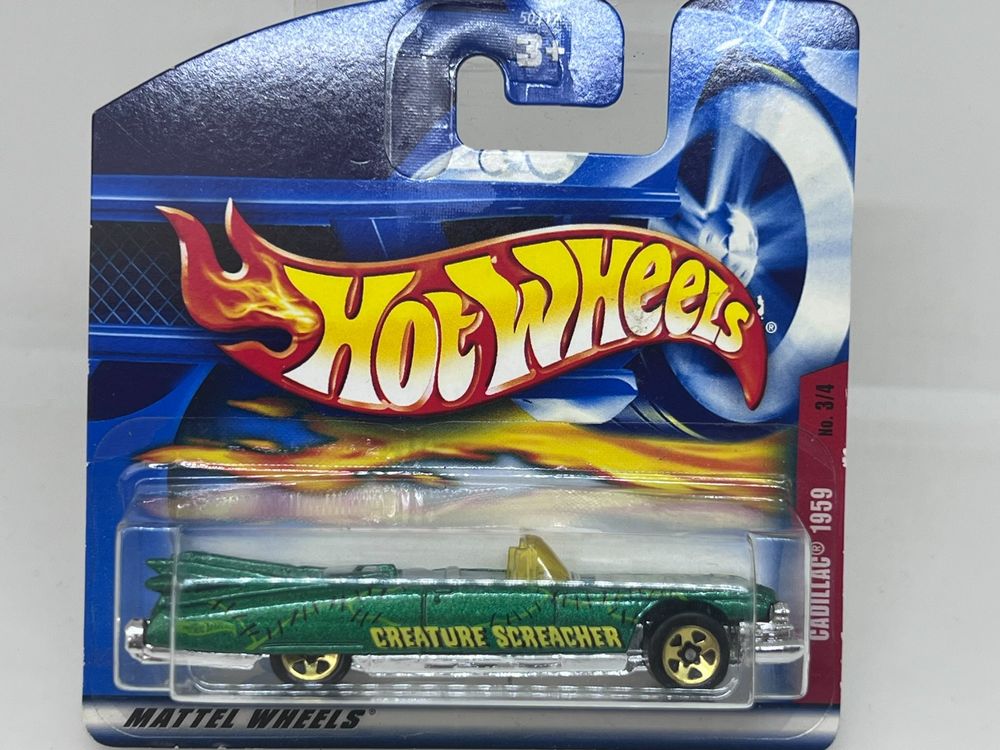 3+
HOT WHEELS
®
No. 3/4
CADILLAC® 1959
CREATURE SCREACHER
MATTEL WHEELS®